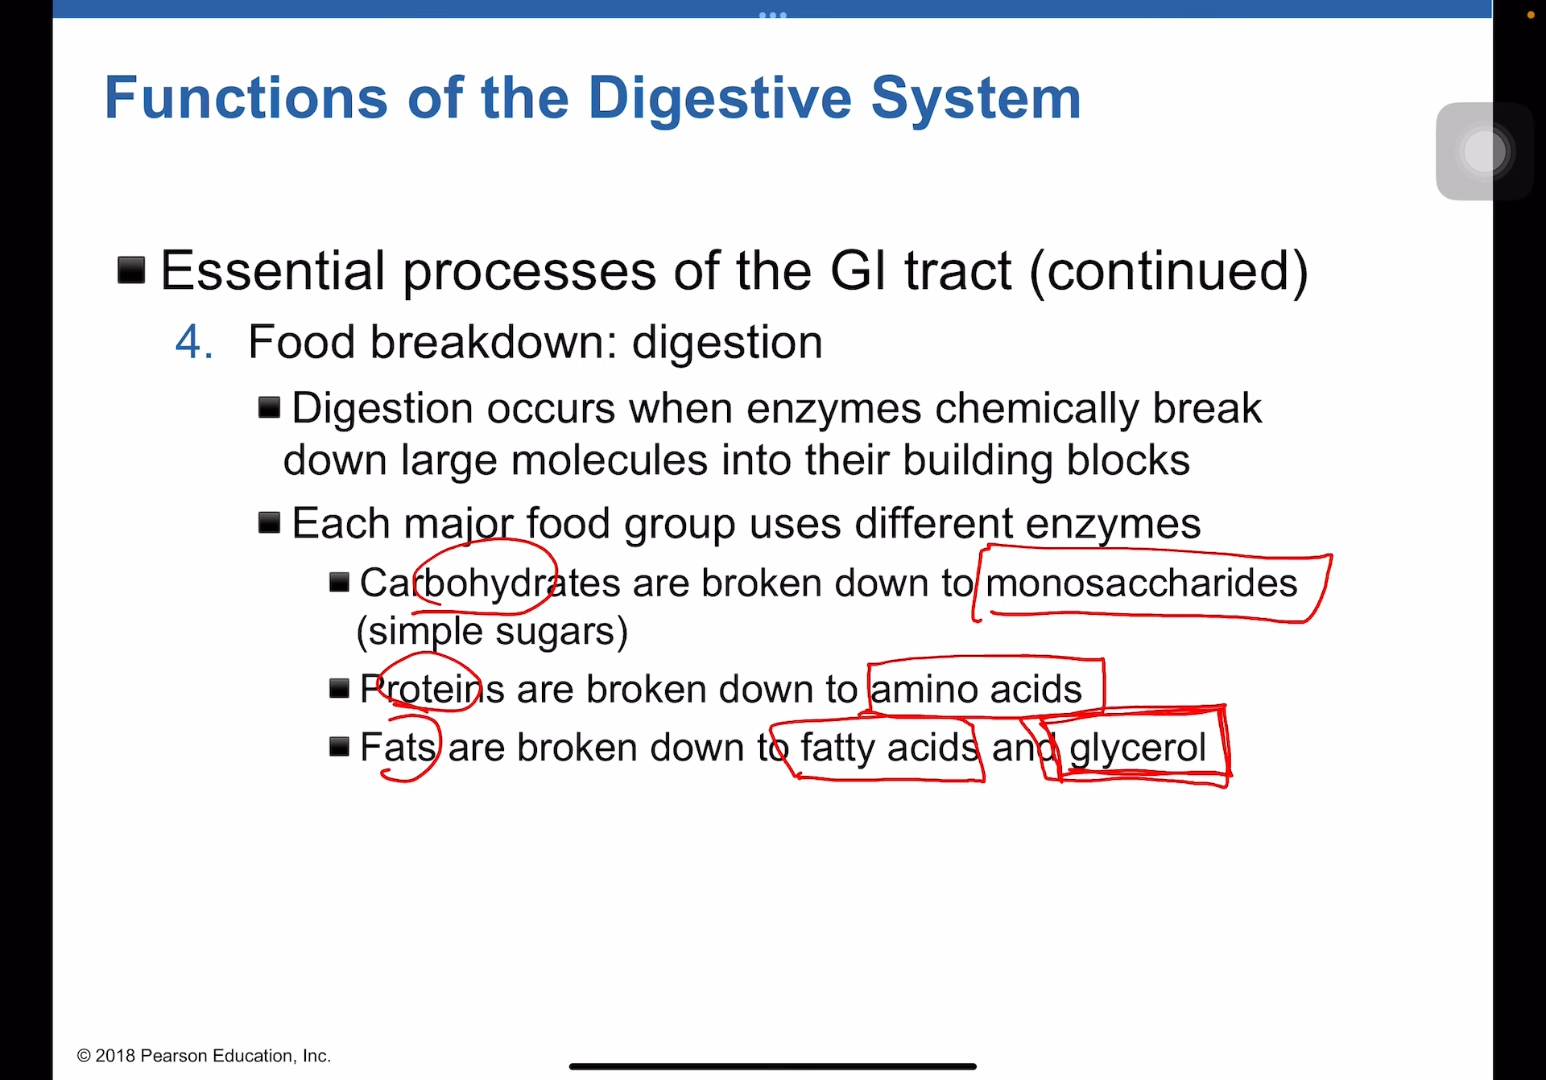 Functions of the Digestive System
Essential processes of the GI tract (continued)
4. Food breakdown: digestion
Digestion occurs when enzymes chemically break
down large molecules into their building blocks
Each major food group uses different enzymes
Carbohydrates are broken down to monosaccharides
(simple sugars)
Proteins are broken down to amino acids
Fats are broken down to fatty acids and glycerol
© 2018 Pearson Education, Inc.